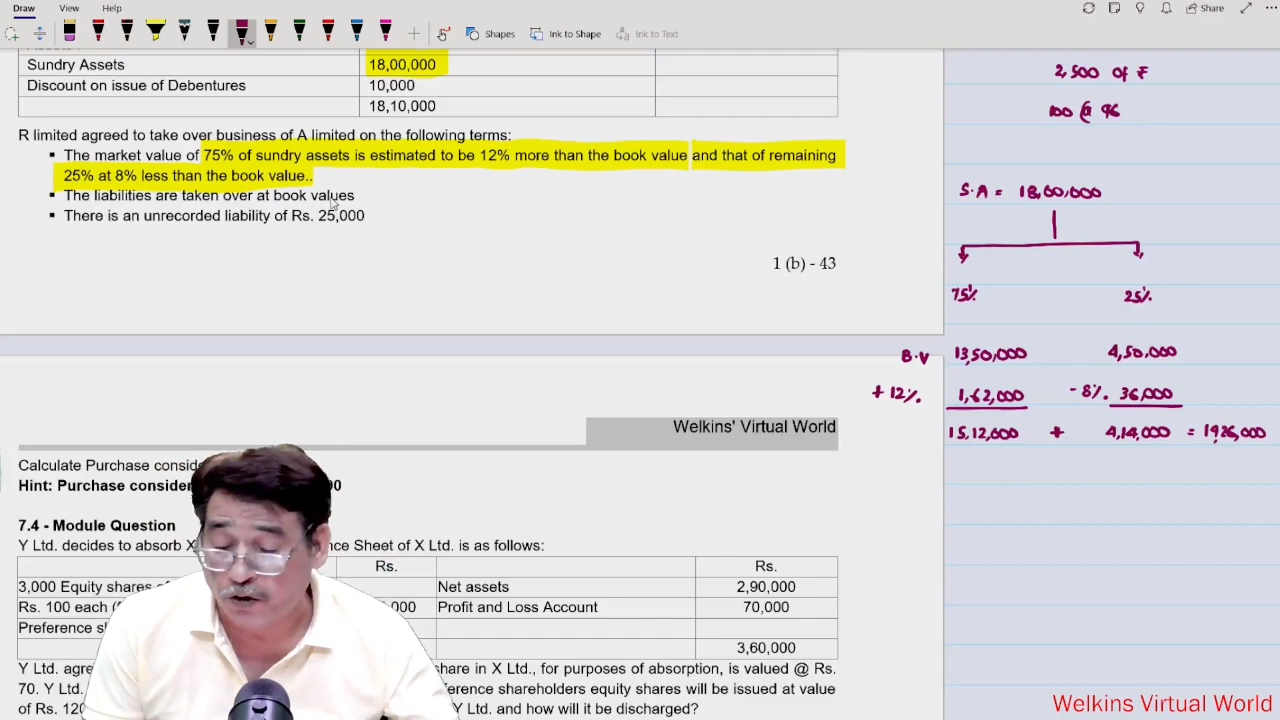 Draw View Help
Share
Shapes Ink to Shape Ink to Text
Sundry Assets 18,00,000
Discount on issue of Debentures 10,000
18,10,000
R limited agreed to take over business of A limited on the following terms:
▪ The market value of 75% of sundry assets is estimated to be 12% more than the book value and that of remaining
25% at 8% less than the book value..
▪ The liabilities are taken over at book values
▪ There is an unrecorded liability of Rs. 25,000
1 (b) - 43
Welkins' Virtual World
Calculate Purchase
Hint: Purchase 00
7.4 - Module Question
Y Ltd. decides to absorb X Sheet of X Ltd. is as follows:
Rs. Rs.
3,000 Equity shares Net assets 2,90,000
Rs. 100 each Profit and Loss Account 70,000
Preference
3,60,000
Y Ltd. share in X Ltd., for purposes of absorption, is valued @ Rs.
70. Y Ltd. shareholders equity shares will be issued at value
of Rs. Y Ltd. and how will it be discharged?
2,500 of ₹
100 @ 96
S.A = 18,00,000
75% 25%
B.V 13,50,000 4,50,000
+ 12% 1,62,000 - 8% 36,000
15,12,000 + 4,14,000 = 19,26,000
Welkins Virtual World